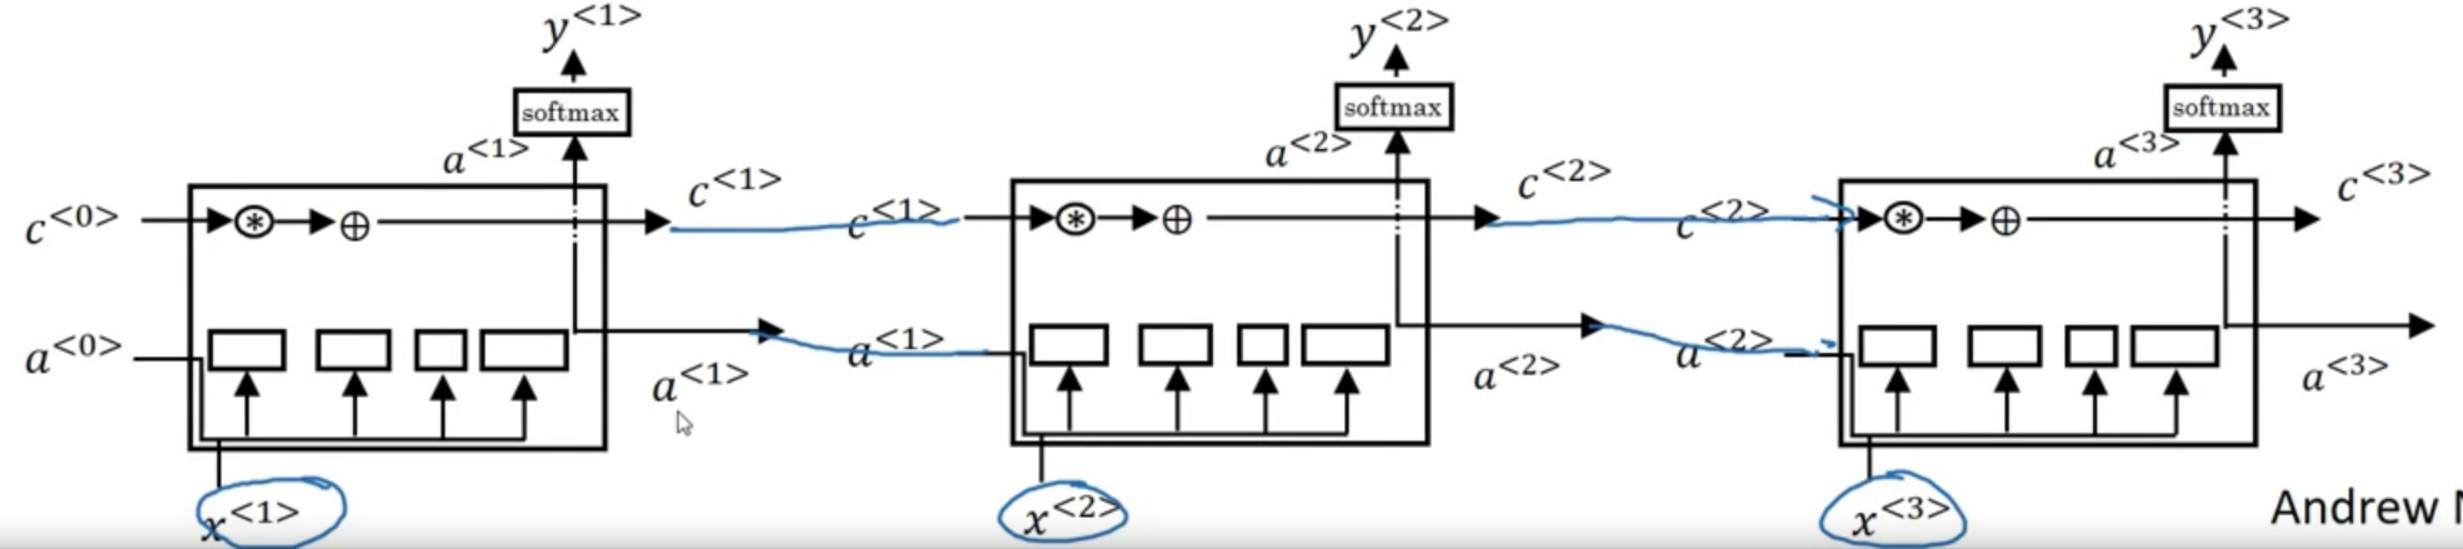 y<1> y<2> y<3>
softmax softmax softmax
a<1> a<2> a<3>
c<1> c<2> c<3>
c<0> c<1> c<2>
a<0> a<1> a<2>
a<1> a<2> a<3>
x<1> x<2> x<3>
Andrew